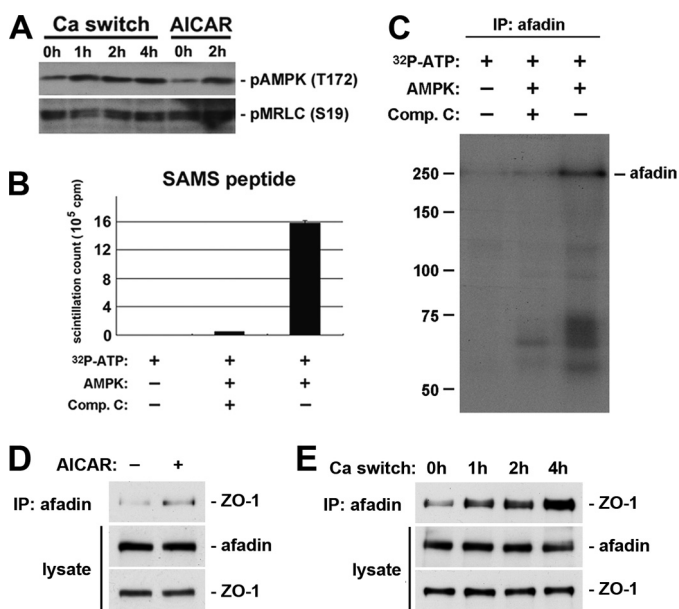 A
Ca switch AICAR
0h 1h 2h 4h 0h 2h
- pAMPK (T172)
- pMRLC (S19)
B
SAMS peptide
scintillation count (10⁵ cpm)
16
12
8
4
0
³²P-ATP: + + +
AMPK: – + +
Comp. C: – + –
C
IP: afadin
³²P-ATP: + + +
AMPK: – + +
Comp. C: – + –
250 – afadin
150
100
75
50
D
AICAR: – +
IP: afadin - ZO-1
lysate - afadin
- ZO-1
E
Ca switch: 0h 1h 2h 4h
IP: afadin - ZO-1
lysate - afadin
- ZO-1